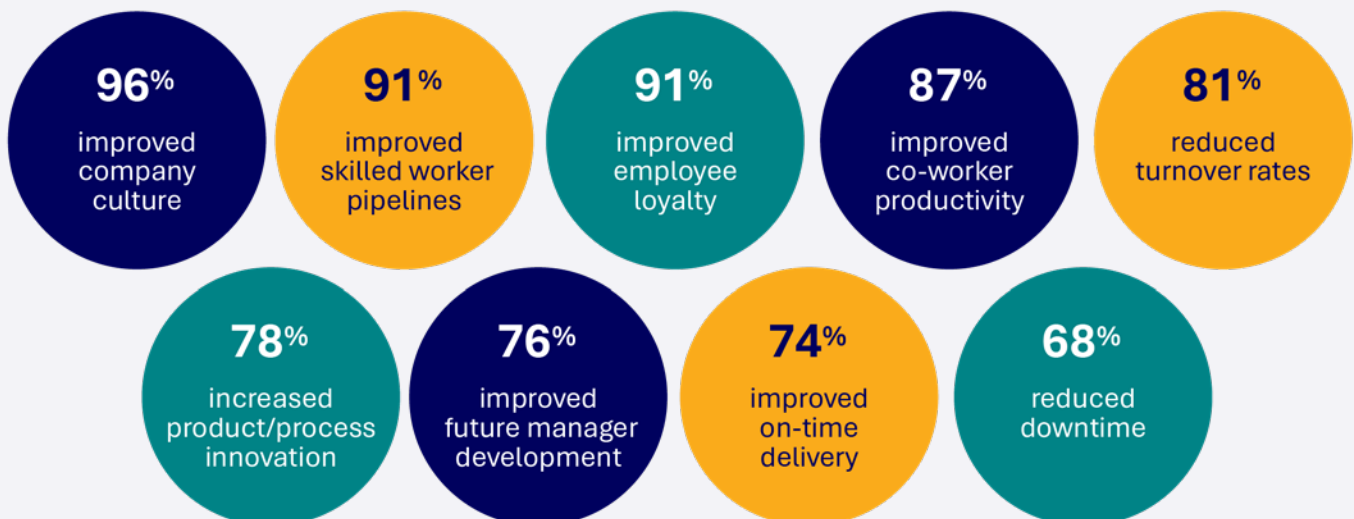 96%
improved
company
culture
91%
improved
skilled worker
pipelines
91%
improved
employee
loyalty
87%
improved
co-worker
productivity
81%
reduced
turnover rates
78%
increased
product/process
innovation
76%
improved
future manager
development
74%
improved
on-time
delivery
68%
reduced
downtime